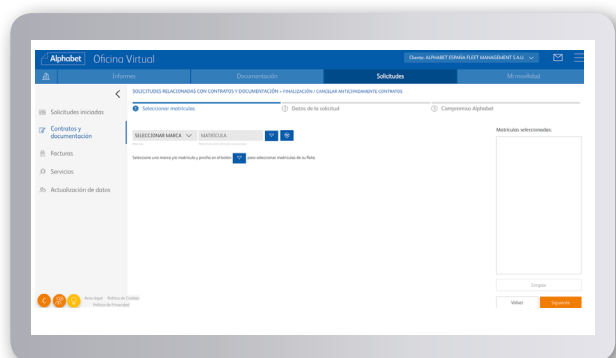 Alphabet Oficina Virtual
Cliente: ALPHABET ESPAÑA FLEET MANAGEMENT S.A.U.
Informes Documentación Solicitudes Mi movilidad
SOLICITUDES RELACIONADAS CON CONTRATOS Y DOCUMENTACIÓN > FINALIZACIÓN / CANCELAR ANTICIPADAMENTE CONTRATOS
1 Seleccionar matrículas 2 Datos de la solicitud 3 Compromiso Alphabet
Solicitudes iniciadas
Contratos y
documentación
Facturas
Servicios
Actualización de datos
SELECCIONAR MARCA MATRÍCULA
Marca
Seleccione una marca y/o matrícula y pinche en el botón para seleccionar matrículas de su flota.
Matrículas seleccionadas:
Limpiar
Volver Siguiente
Aviso legal Política de Cookies
Política de Privacidad